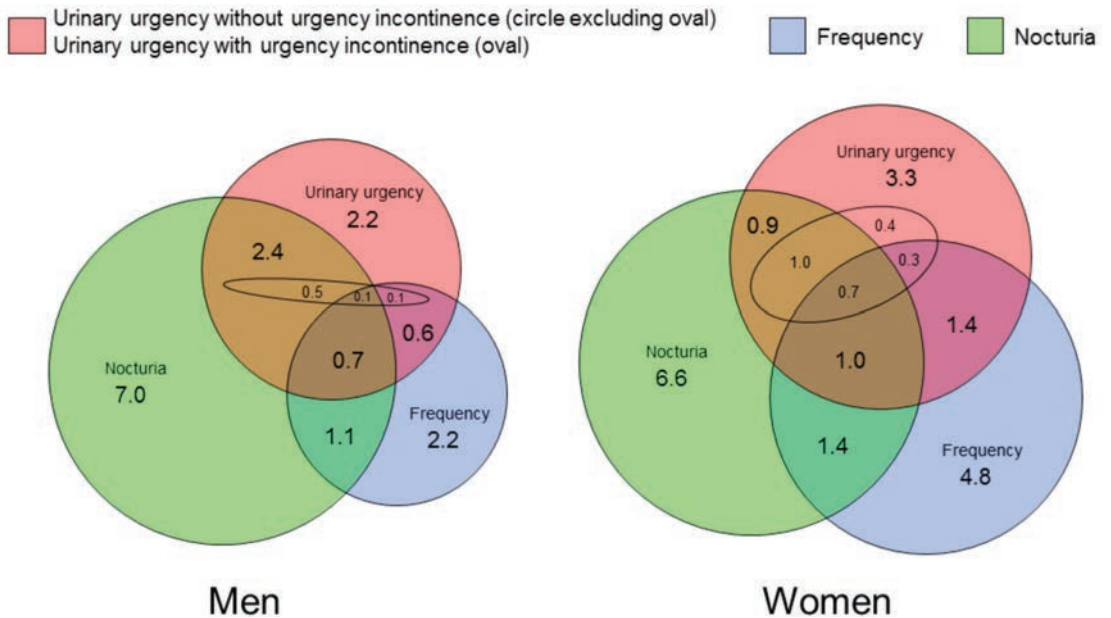 Urinary urgency without urgency incontinence (circle excluding oval)
Urinary urgency with urgency incontinence (oval)
Frequency
Nocturia
Urinary urgency
2.2
2.4
0.5
0.1
0.1
0.6
0.7
Nocturia
7.0
Frequency
2.2
1.1
Men
Urinary urgency
3.3
0.9
0.4
1.0
0.3
0.7
1.4
Nocturia
6.6
1.0
1.4
Frequency
4.8
Women